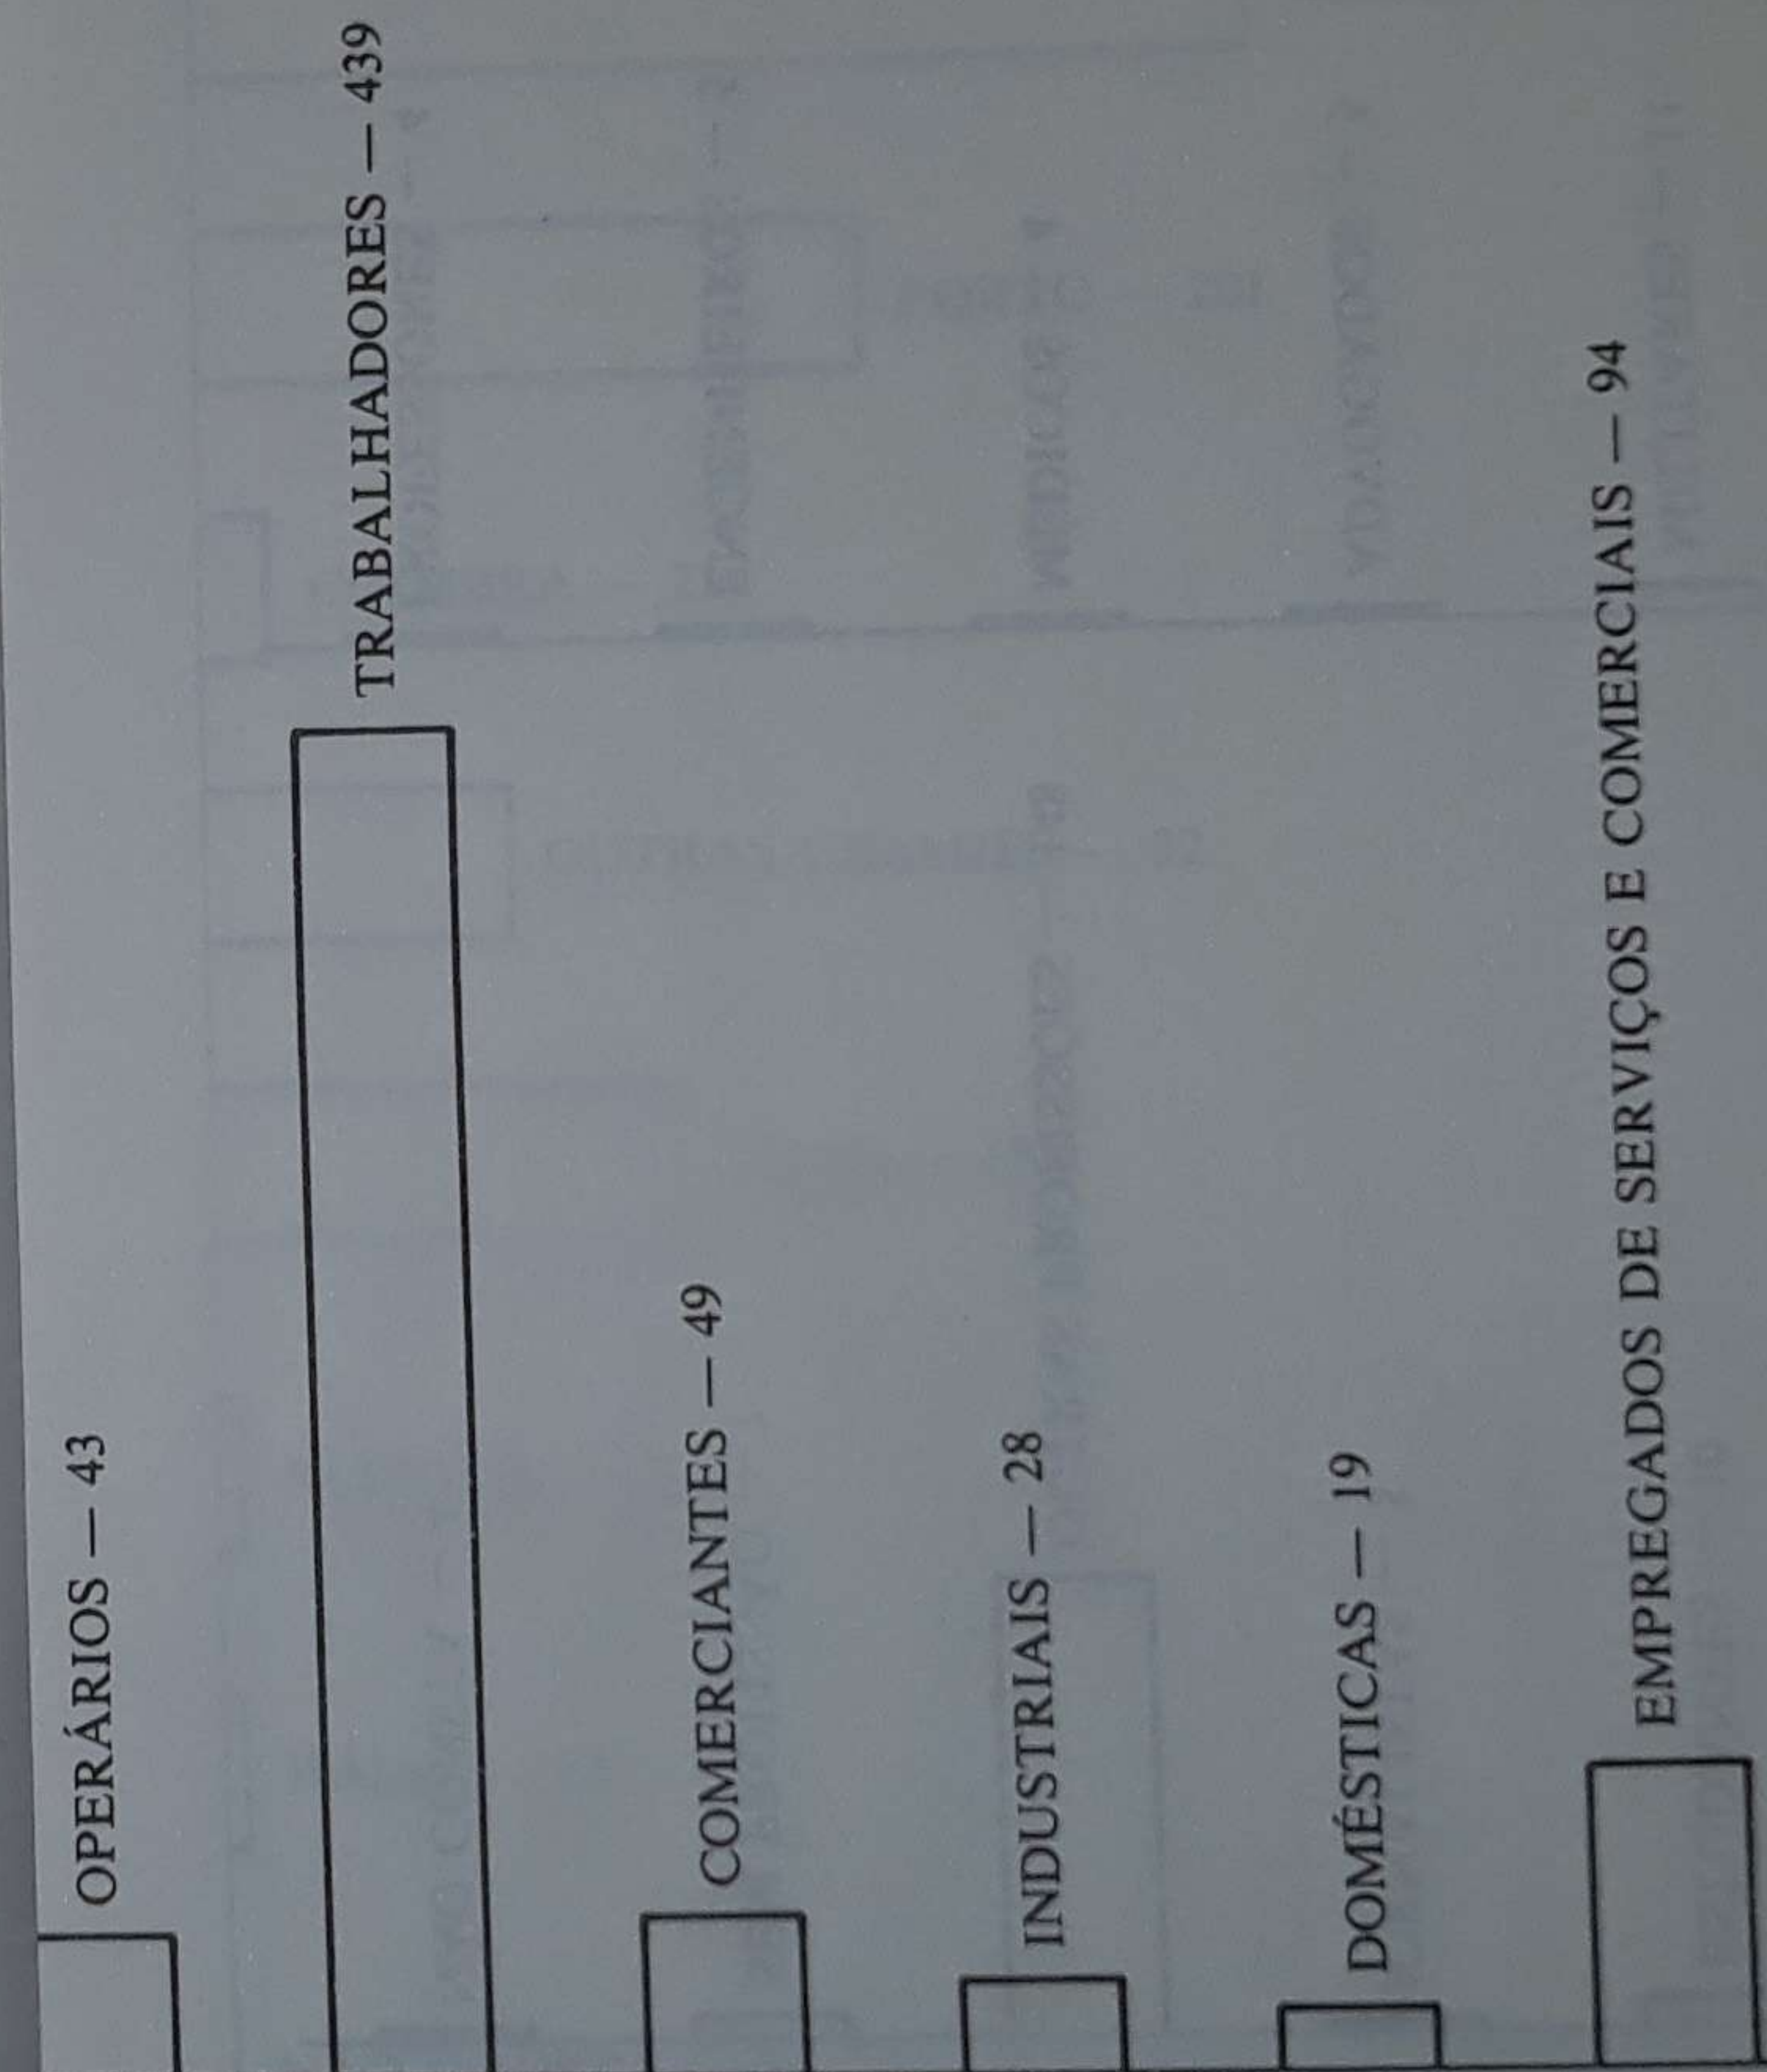 OPERÁRIOS — 43
TRABALHADORES — 439
COMERCIANTES — 49
INDUSTRIAIS — 28
DOMÉSTICAS — 19
EMPREGADOS DE SERVIÇOS E COMERCIAIS — 94